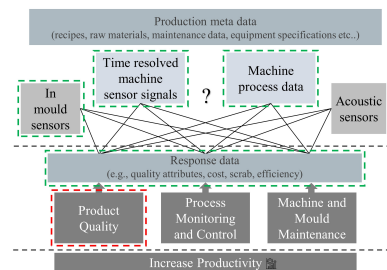 Production meta data
(recipes, raw materials, maintenance data, equipment specifications etc..)
Time resolved
machine
sensor signals
?
Machine
process data
In
mould
sensors
Acoustic
sensors
Response data
(e.g., quality attributes, cost, scrab, efficiency)
Product
Quality
Process
Monitoring
and Control
Machine and
Mould
Maintenance
Increase Productivity